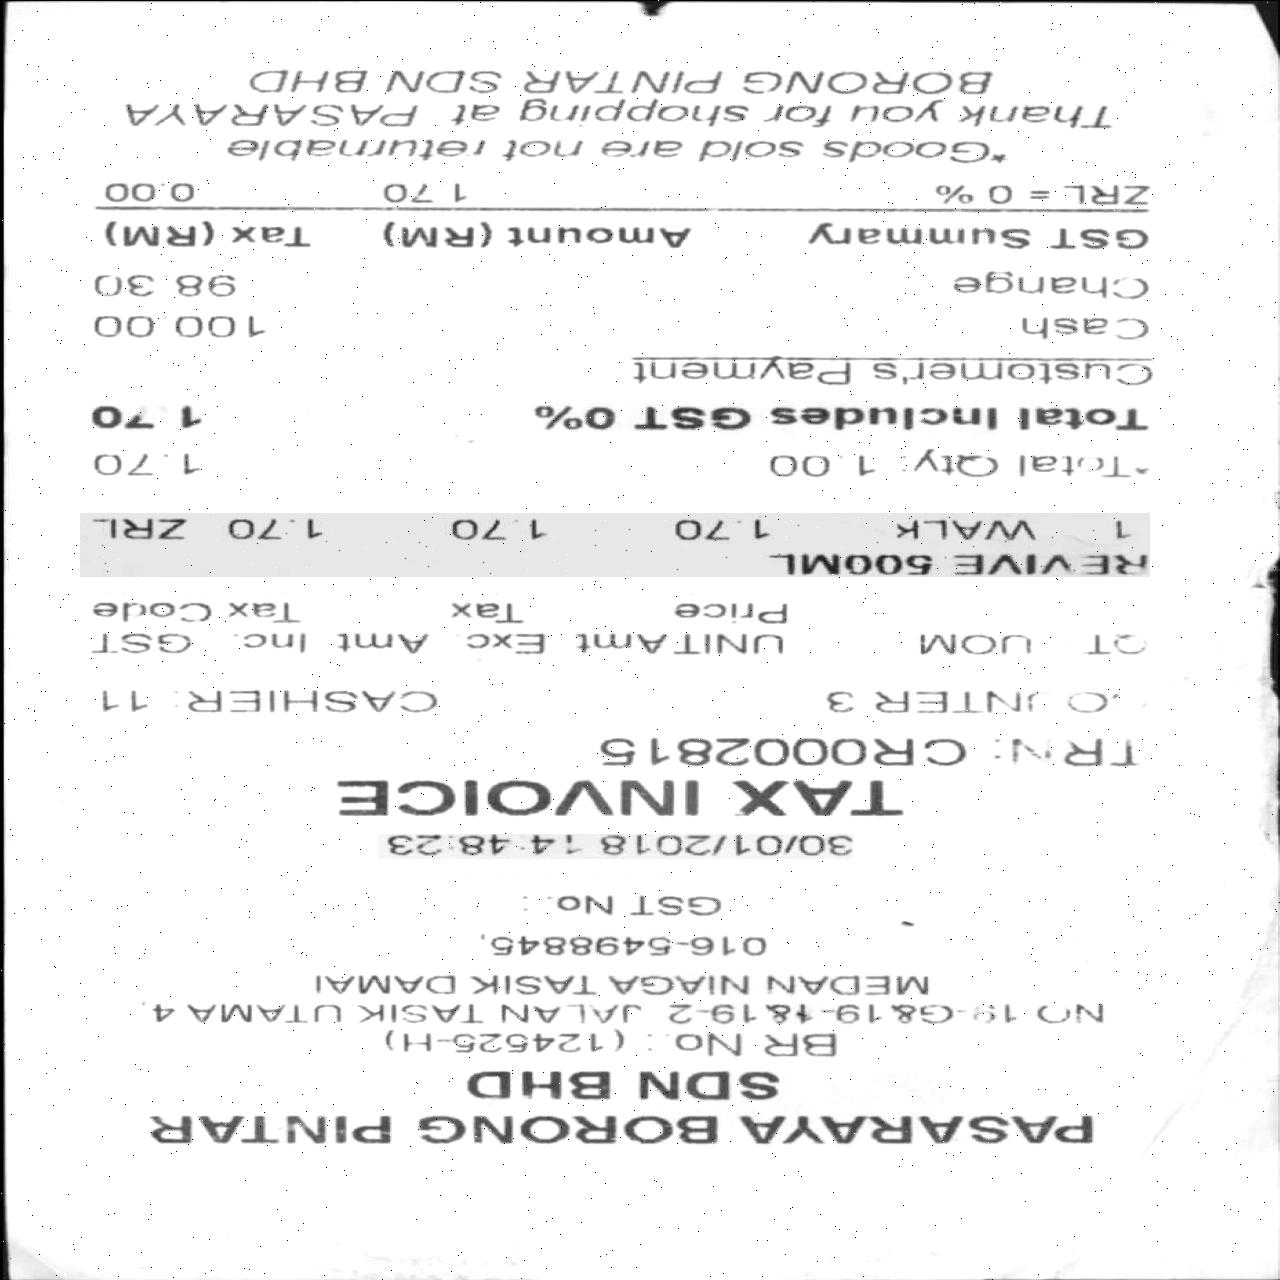 PASARAYA BORONG PINTAR
SDN BHD
BR No : (124525-H)
NO 19-G&19-1&19-2 JALAN TASIK UTAMA 4
MEDAN NIAGA TASIK DAMAI
016-5498845.
GST No. :
30/01/2018 14:48:23
TAX INVOICE
TRN: CR0002815
COUNTER 3 CASHIER: 11
QT UOM UNITAmt Exc. Amt Inc. GST
Price Tax Tax Code
REVIVE 500ML
1 WALK 1.70 1.70 1.70 ZRL
*Total Qty: 1.00 1.70
Total Includes GST 0% 1.70
Customer's Payment
Cash 100.00
Change 98.30
GST Summary Amount (RM) Tax (RM)
ZRL = 0 % 1.70 0.00
*Goods sold are not returnable
Thank you for shopping at PASARAYA
BORONG PINTAR SDN BHD